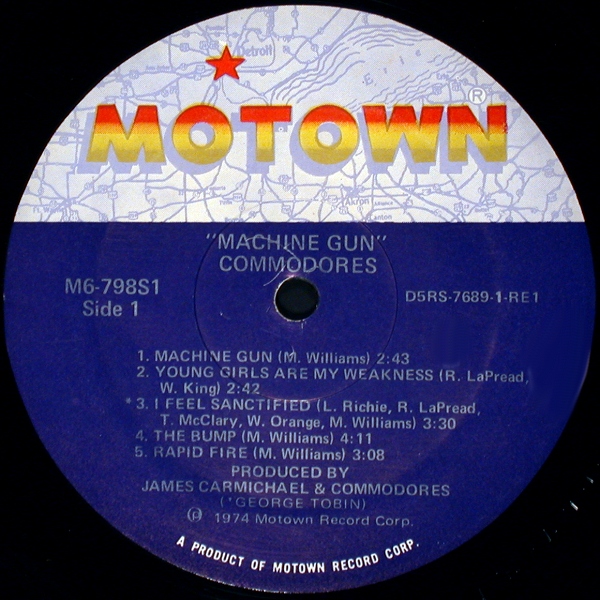 Detroit
Erie
MOTOWN®
Akron
Canton
"MACHINE GUN"
COMMODORES
M6-798S1
Side 1
D5RS-7689-1-RE1
1. MACHINE GUN (M. Williams) 2:43
2. YOUNG GIRLS ARE MY WEAKNESS (R. LaPread,
W. King) 2:42
*3. I FEEL SANCTIFIED (L. Richie, R. LaPread,
T. McClary, W. Orange, M. Williams) 3:30
4. THE BUMP (M. Williams) 4:11
5. RAPID FIRE (M. Williams) 3:08
PRODUCED BY
JAMES CARMICHAEL & COMMODORES
(*GEORGE TOBIN)
℗ 1974 Motown Record Corp.
A PRODUCT OF MOTOWN RECORD CORP.